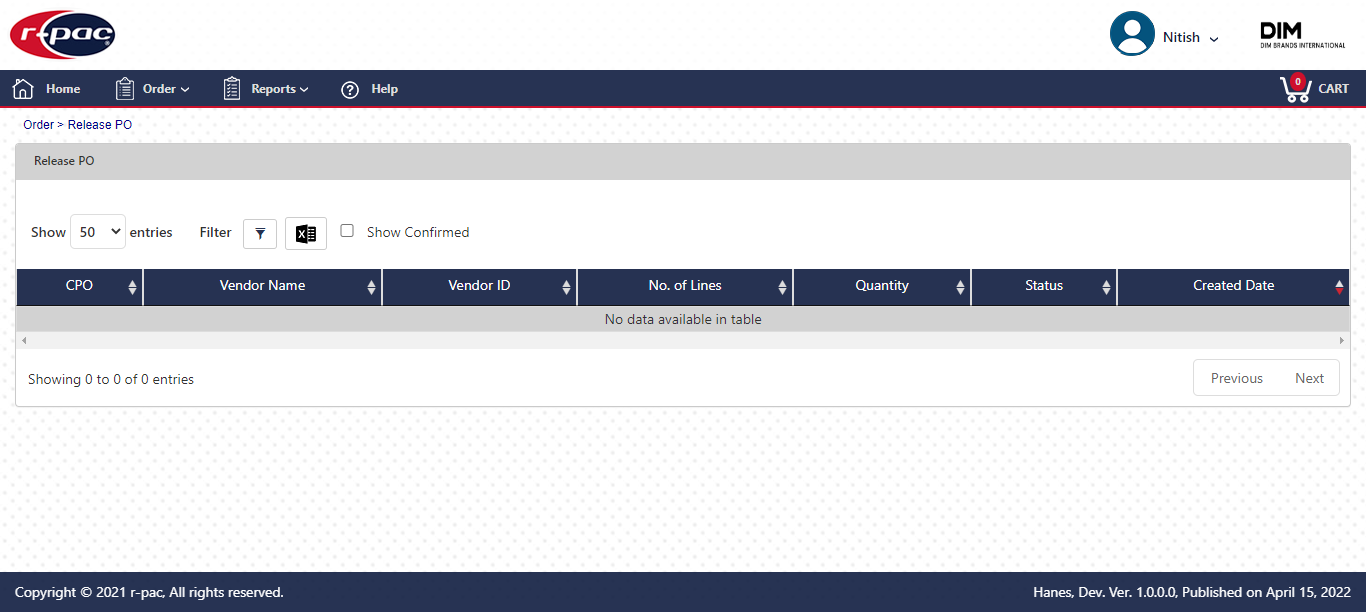 r-pac
Nitish
DIM
DIM BRANDS INTERNATIONAL
Home Order Reports Help 0 CART
Order > Release PO
Release PO
Show 50 entries Filter Show Confirmed
CPO Vendor Name Vendor ID No. of Lines Quantity Status Created Date
No data available in table
Showing 0 to 0 of 0 entries Previous Next
Copyright © 2021 r-pac, All rights reserved. Hanes, Dev. Ver. 1.0.0.0, Published on April 15, 2022